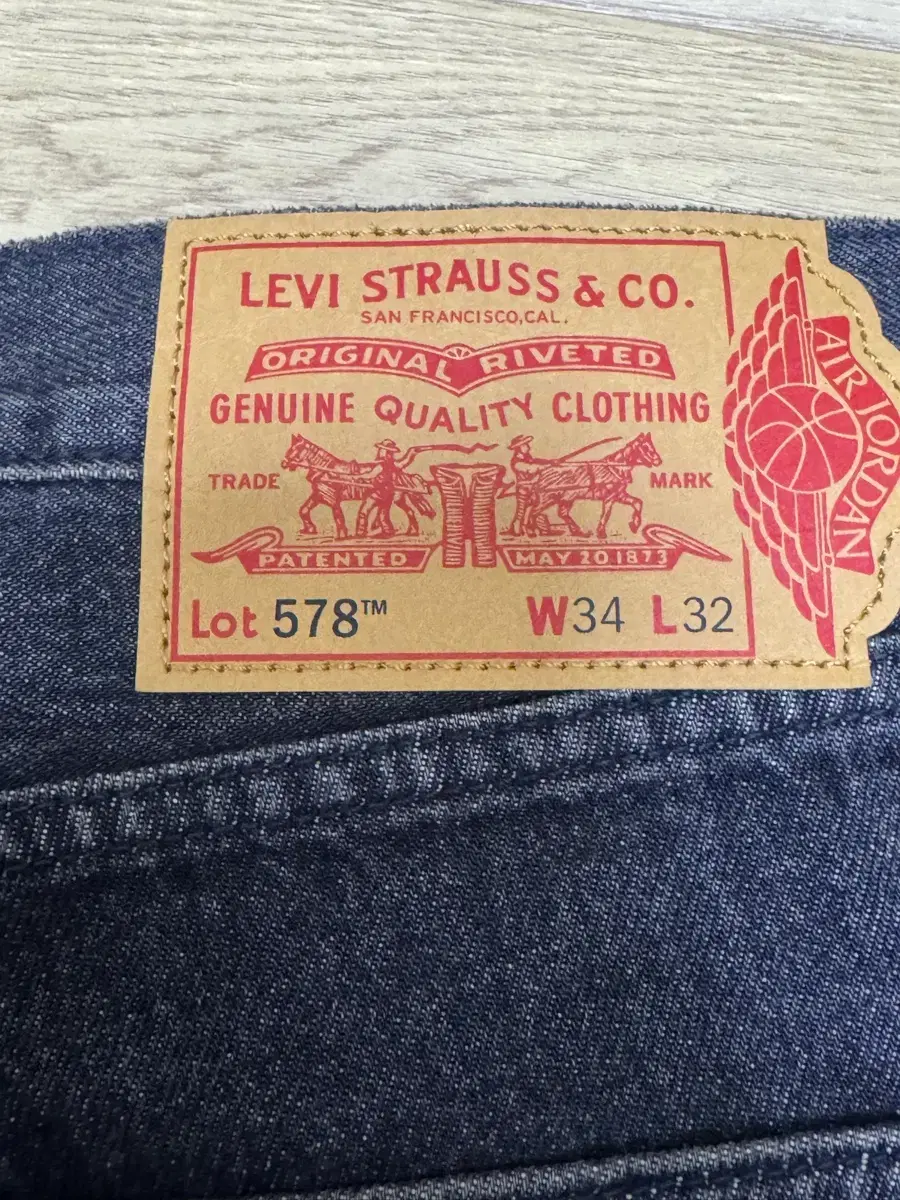 LEVI STRAUSS & CO.
SAN FRANCISCO, CAL.
ORIGINAL RIVETED
GENUINE QUALITY CLOTHING
TRADE MARK
PATENTED MAY 20 1873
Lot 578™ W34 L32
AIR JORDAN